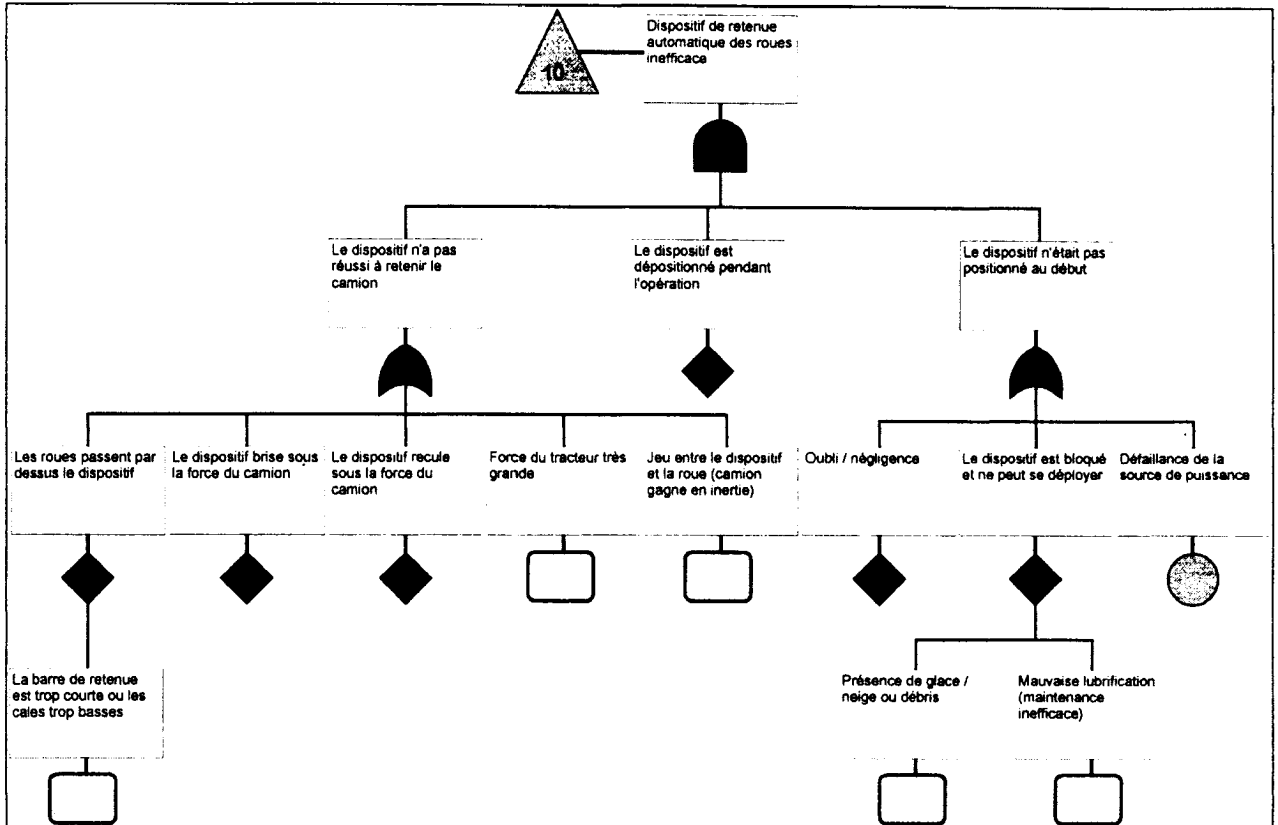 10
Dispositif de retenue
automatique des roues
inefficace
Le dispositif n'a pas
réussi à retenir le
camion
Le dispositif est
dépositionné pendant
l'opération
Le dispositif n'était pas
positionné au début
Les roues passent par
dessus le dispositif
Le dispositif brise sous
la force du camion
Le dispositif recule
sous la force du
camion
Force du tracteur très
grande
Jeu entre le dispositif
et la roue (camion
gagne en inertie)
Oubli / négligence
Le dispositif est bloqué
et ne peut se déployer
Défaillance de la
source de puissance
La barre de retenue
est trop courte ou les
cales trop basses
Présence de glace /
neige ou débris
Mauvaise lubrification
(maintenance
inefficace)